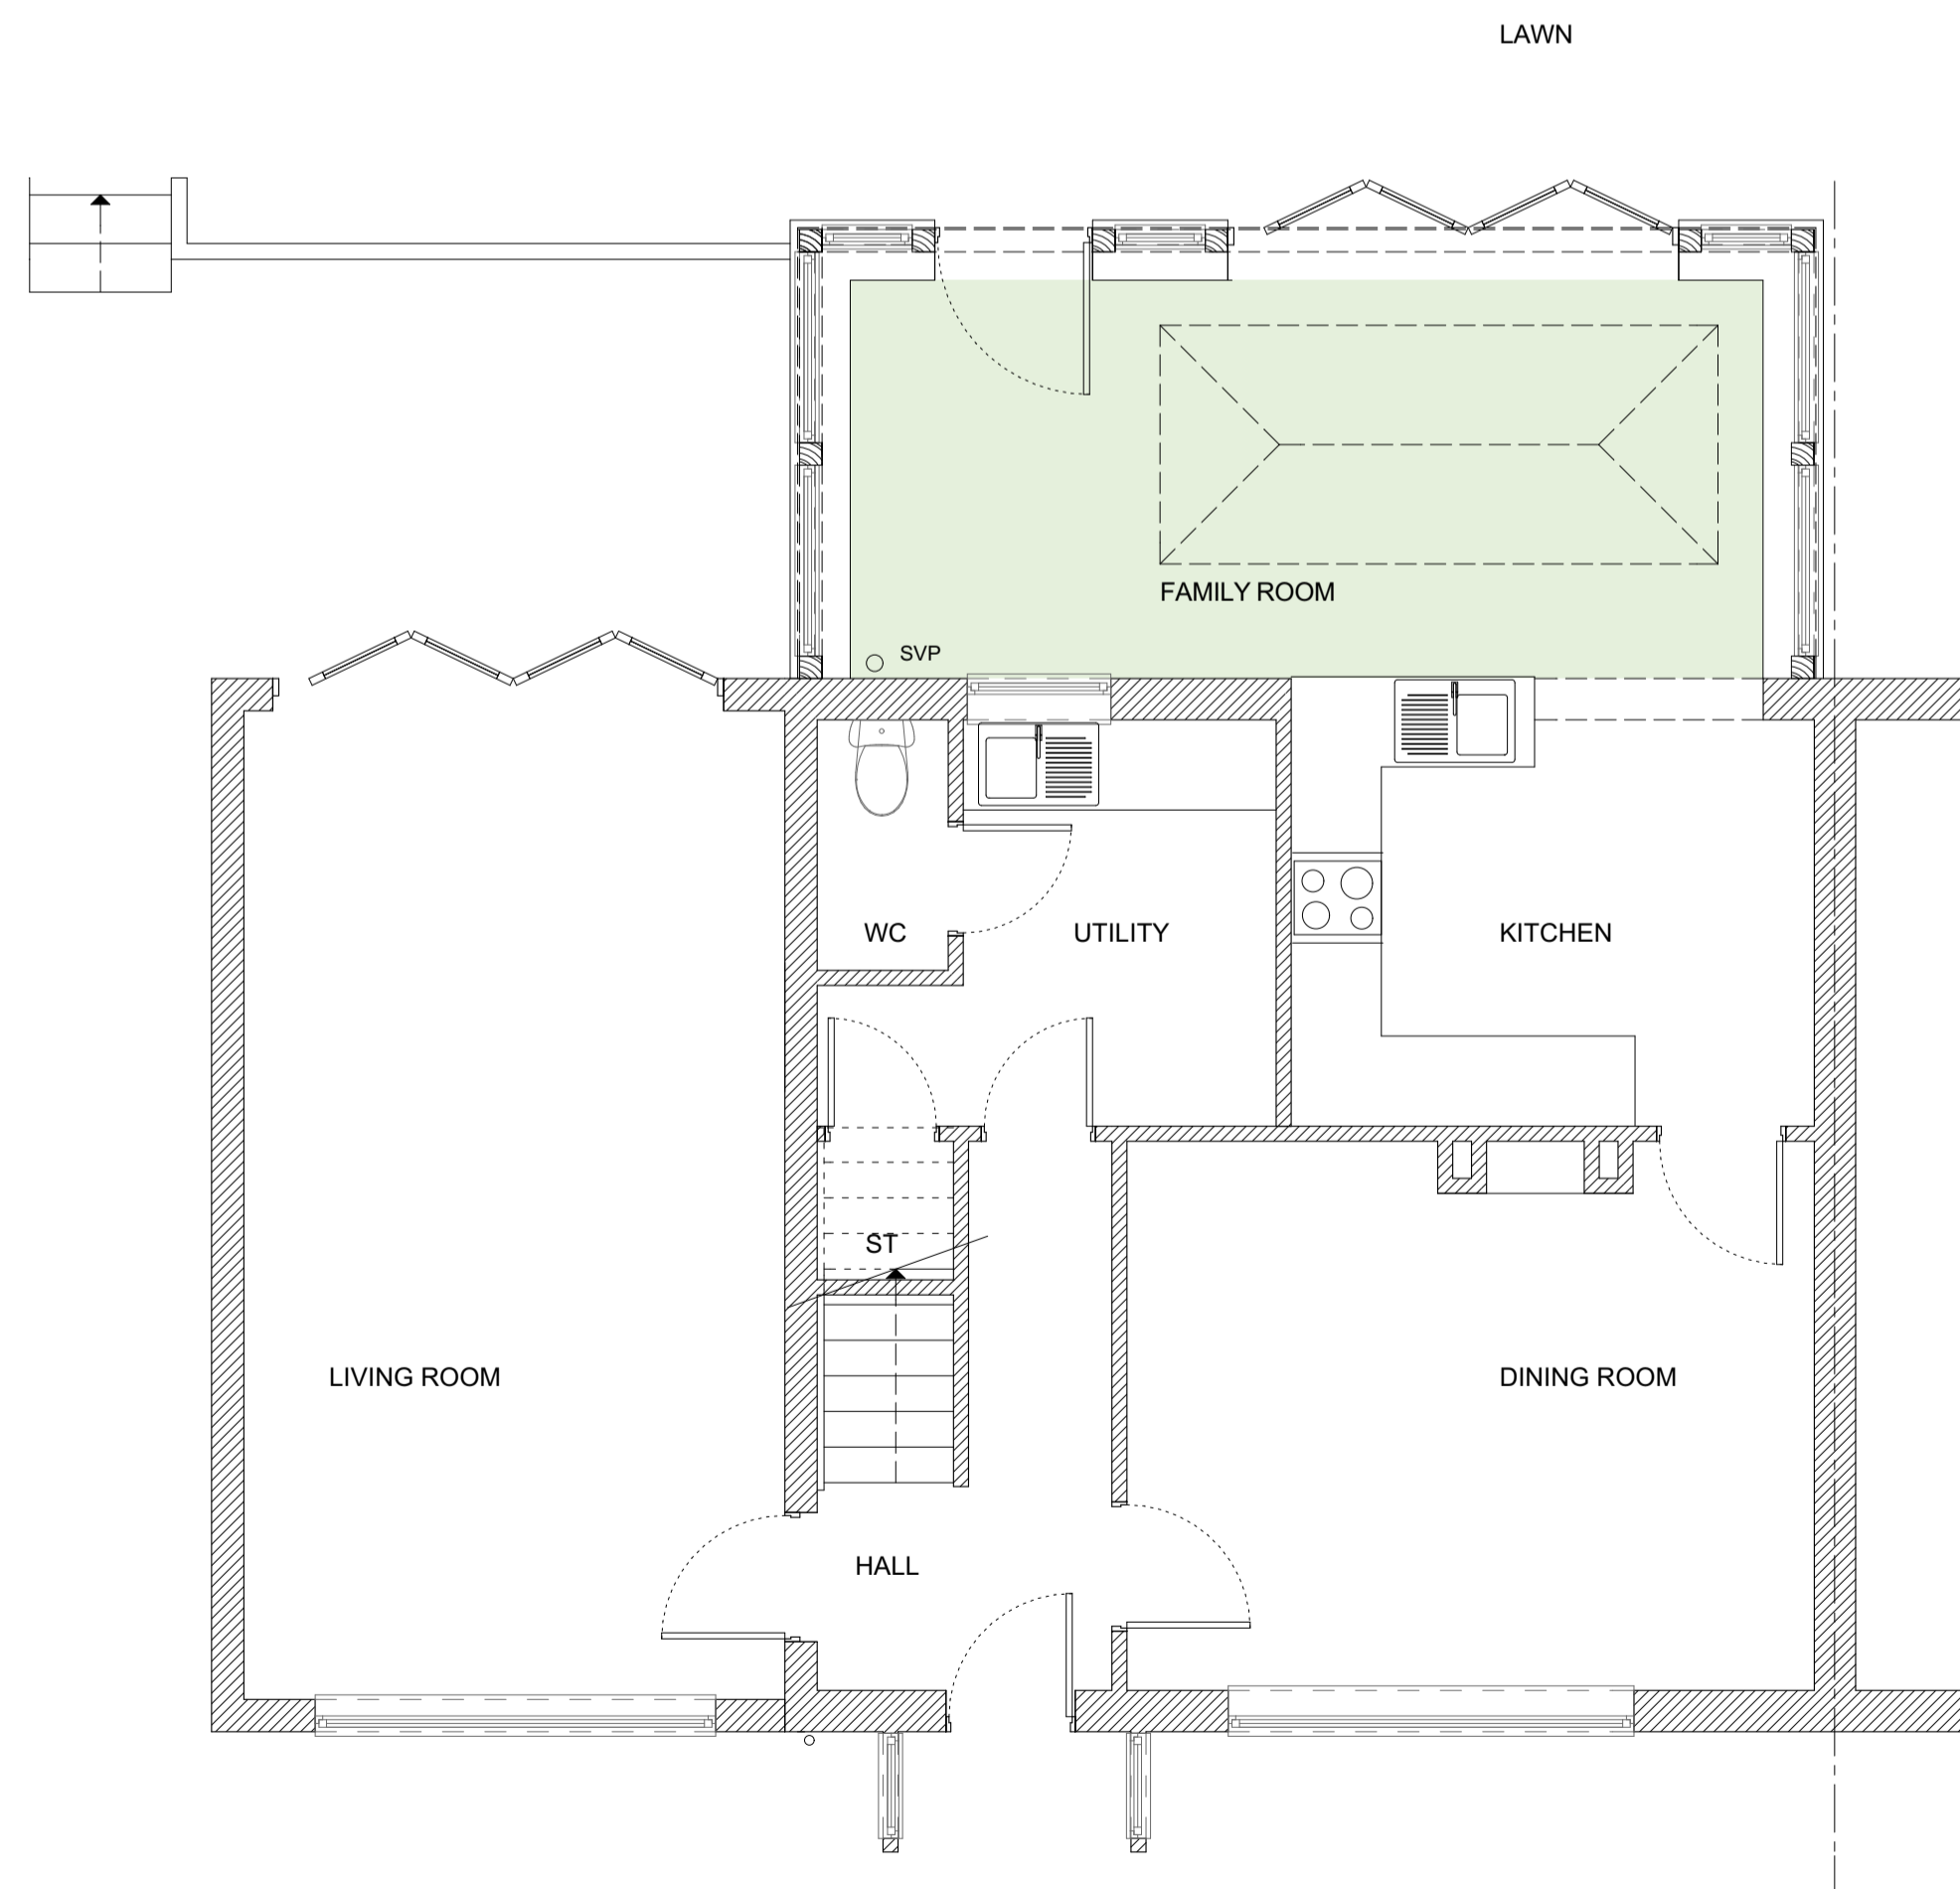 LAWN
FAMILY ROOM
SVP
WC
UTILITY
KITCHEN
ST
LIVING ROOM
DINING ROOM
HALL